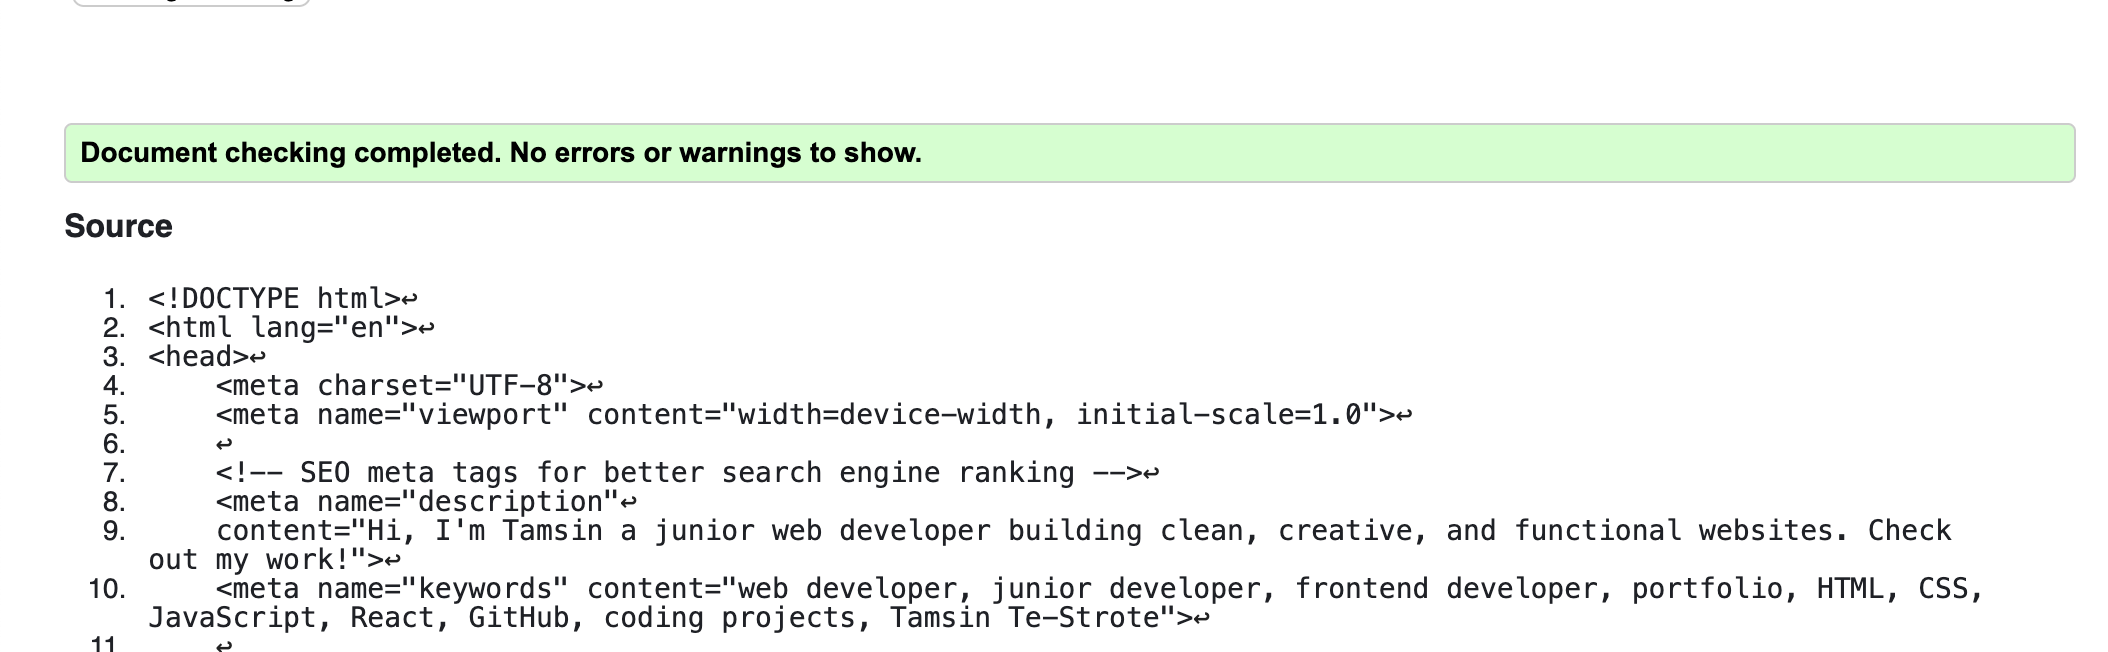 Document checking completed. No errors or warnings to show.
Source
1. <!DOCTYPE html>↩
2. <html lang="en">↩
3. <head>↩
4.     <meta charset="UTF-8">↩
5.     <meta name="viewport" content="width=device-width, initial-scale=1.0">↩
6.     ↩
7.     <!-- SEO meta tags for better search engine ranking -->↩
8.     <meta name="description"↩
9.     content="Hi, I'm Tamsin a junior web developer building clean, creative, and functional websites. Check
out my work!">↩
10.     <meta name="keywords" content="web developer, junior developer, frontend developer, portfolio, HTML, CSS,
JavaScript, React, GitHub, coding projects, Tamsin Te-Strote">↩
11     ↩